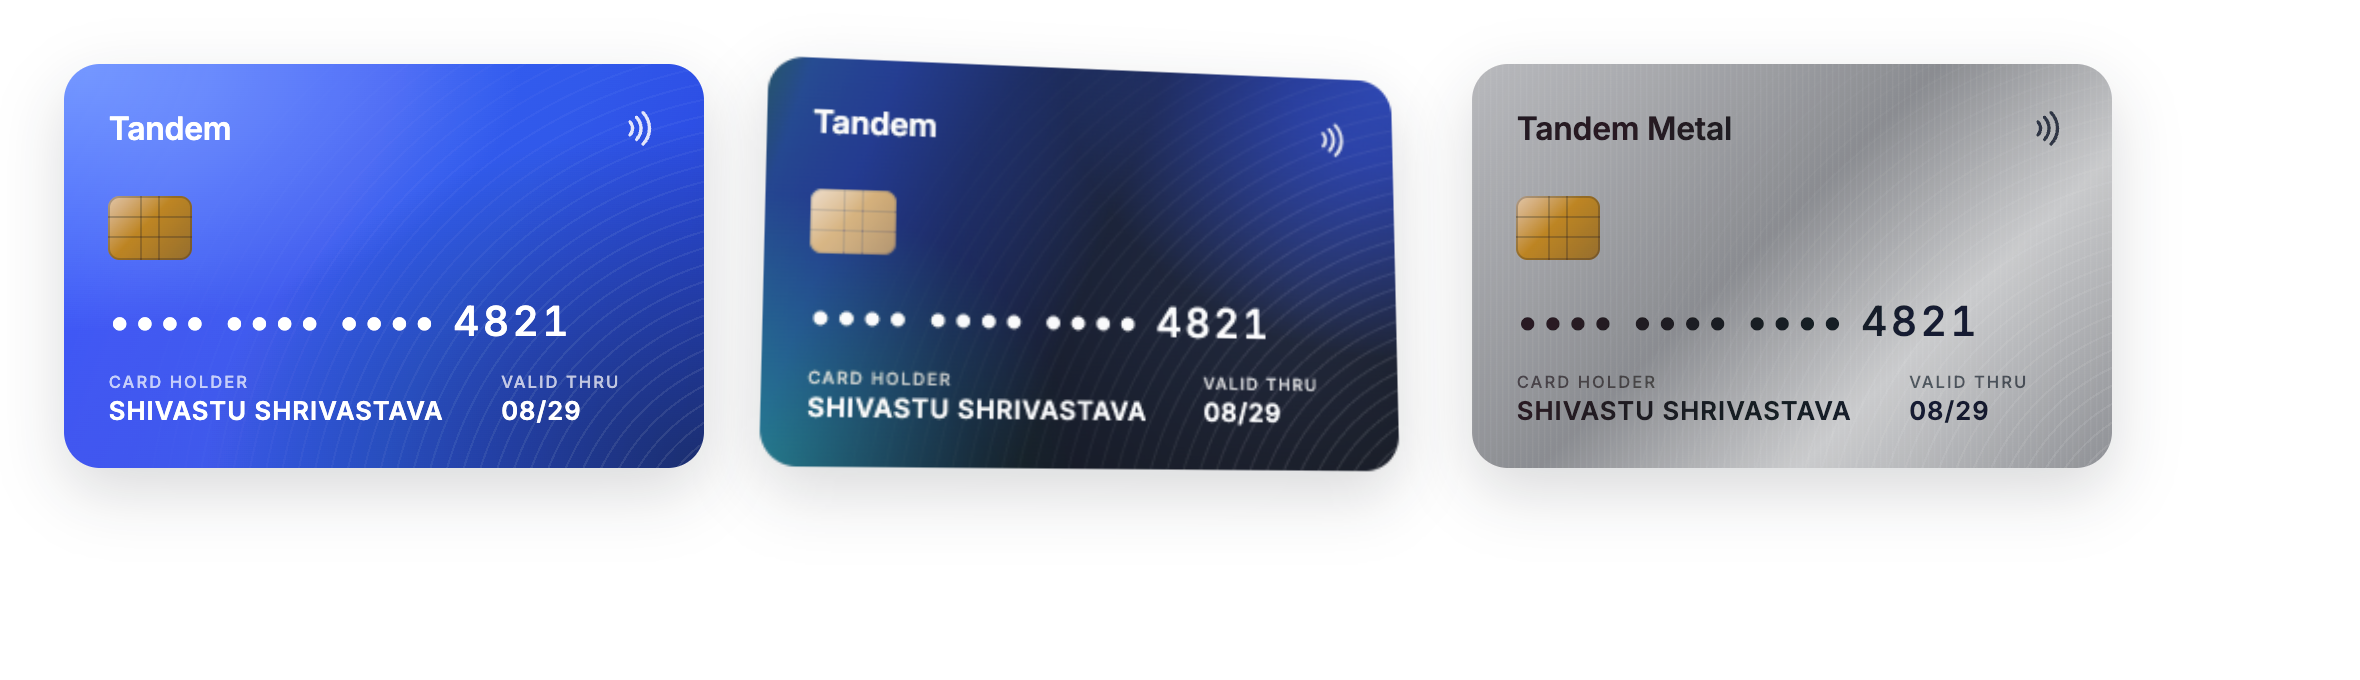 Tandem
•••• •••• •••• 4821
CARD HOLDER
SHIVASTU SHRIVASTAVA
VALID THRU
08/29
Tandem
•••• •••• •••• 4821
CARD HOLDER
SHIVASTU SHRIVASTAVA
VALID THRU
08/29
Tandem Metal
•••• •••• •••• 4821
CARD HOLDER
SHIVASTU SHRIVASTAVA
VALID THRU
08/29